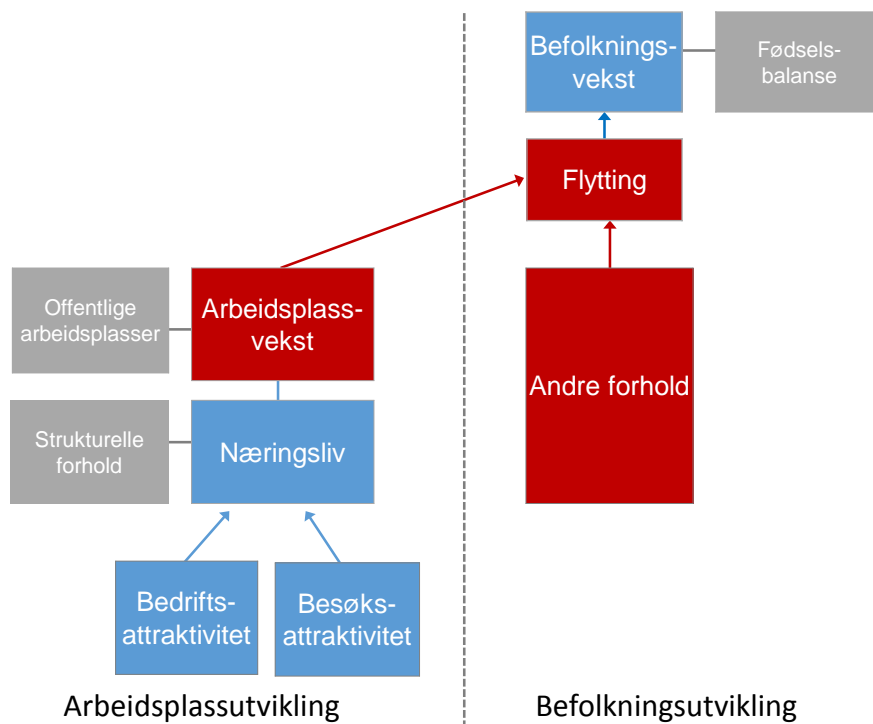 Befolknings-
vekst
Fødsels-
balanse
Flytting
Offentlige
arbeidsplasser
Arbeidsplass-
vekst
Andre forhold
Strukturelle
forhold
Næringsliv
Bedrifts-
attraktivitet
Besøks-
attraktivitet
Arbeidsplassutvikling
Befolkningsutvikling